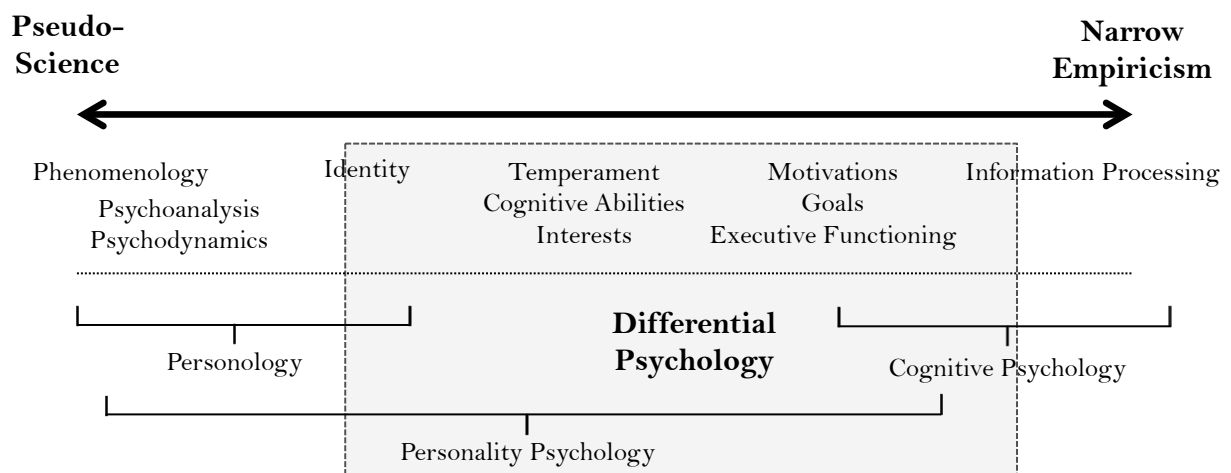 Pseudo-
Science
Narrow
Empiricism
Phenomenology
Psychoanalysis
Psychodynamics
Identity
Temperament
Cognitive Abilities
Interests
Motivations
Goals
Executive Functioning
Information Processing
Differential
Psychology
Personology
Cognitive Psychology
Personality Psychology